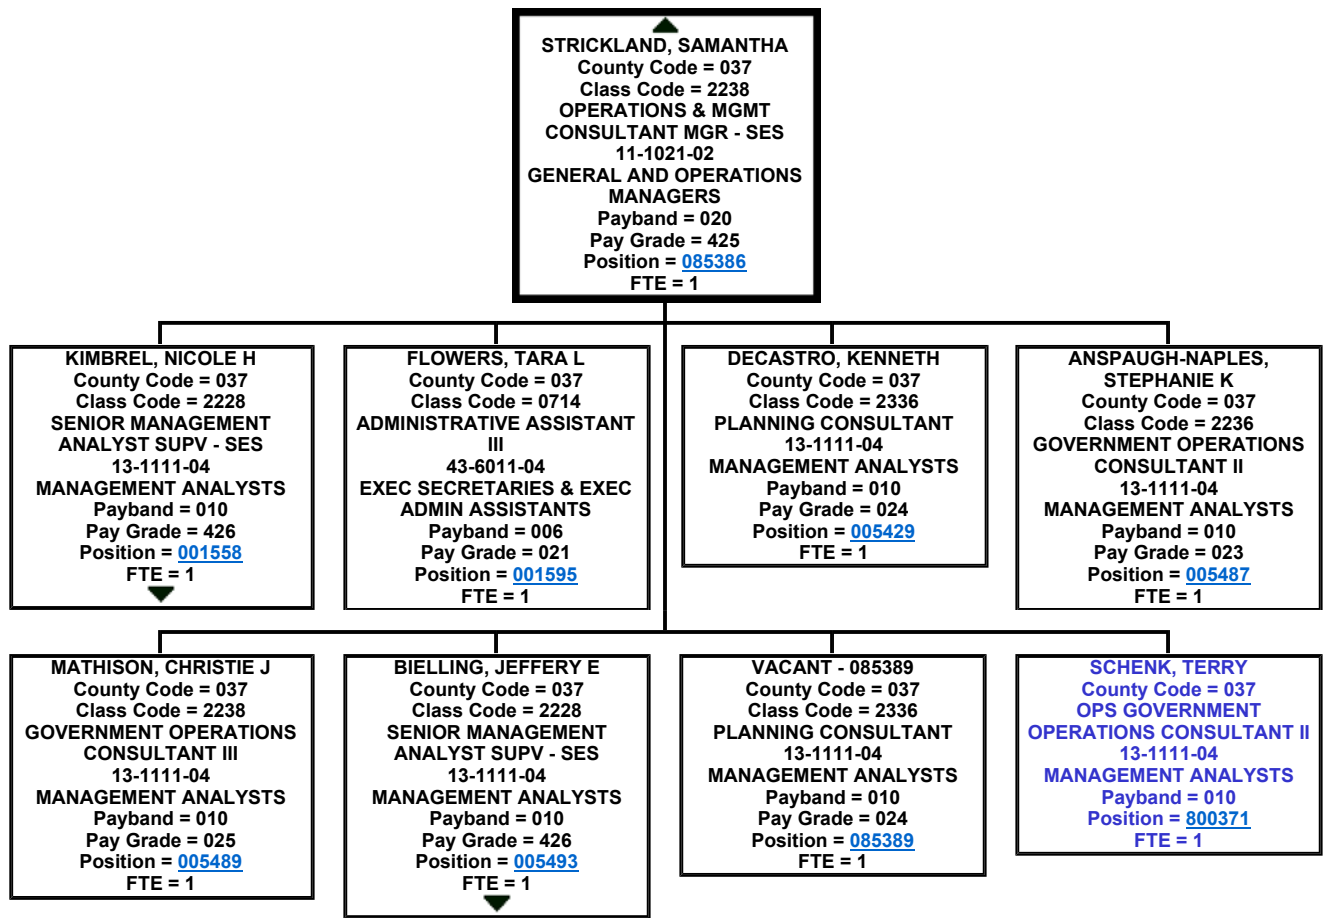 STRICKLAND, SAMANTHA
County Code = 037
Class Code = 2238
OPERATIONS & MGMT
CONSULTANT MGR - SES
11-1021-02
GENERAL AND OPERATIONS
MANAGERS
Payband = 020
Pay Grade = 425
Position = 085386
FTE = 1
KIMBREL, NICOLE H
County Code = 037
Class Code = 2228
SENIOR MANAGEMENT
ANALYST SUPV - SES
13-1111-04
MANAGEMENT ANALYSTS
Payband = 010
Pay Grade = 426
Position = 001558
FTE = 1
FLOWERS, TARA L
County Code = 037
Class Code = 0714
ADMINISTRATIVE ASSISTANT
III
43-6011-04
EXEC SECRETARIES & EXEC
ADMIN ASSISTANTS
Payband = 006
Pay Grade = 021
Position = 001595
FTE = 1
DECASTRO, KENNETH
County Code = 037
Class Code = 2336
PLANNING CONSULTANT
13-1111-04
MANAGEMENT ANALYSTS
Payband = 010
Pay Grade = 024
Position = 005429
FTE = 1
ANSPAUGH-NAPLES,
STEPHANIE K
County Code = 037
Class Code = 2236
GOVERNMENT OPERATIONS
CONSULTANT II
13-1111-04
MANAGEMENT ANALYSTS
Payband = 010
Pay Grade = 023
Position = 005487
FTE = 1
MATHISON, CHRISTIE J
County Code = 037
Class Code = 2238
GOVERNMENT OPERATIONS
CONSULTANT III
13-1111-04
MANAGEMENT ANALYSTS
Payband = 010
Pay Grade = 025
Position = 005489
FTE = 1
BIELLING, JEFFERY E
County Code = 037
Class Code = 2228
SENIOR MANAGEMENT
ANALYST SUPV - SES
13-1111-04
MANAGEMENT ANALYSTS
Payband = 010
Pay Grade = 426
Position = 005493
FTE = 1
VACANT - 085389
County Code = 037
Class Code = 2336
PLANNING CONSULTANT
13-1111-04
MANAGEMENT ANALYSTS
Payband = 010
Pay Grade = 024
Position = 085389
FTE = 1
SCHENK, TERRY
County Code = 037
OPS GOVERNMENT
OPERATIONS CONSULTANT II
13-1111-04
MANAGEMENT ANALYSTS
Payband = 010
Position = 800371
FTE = 1